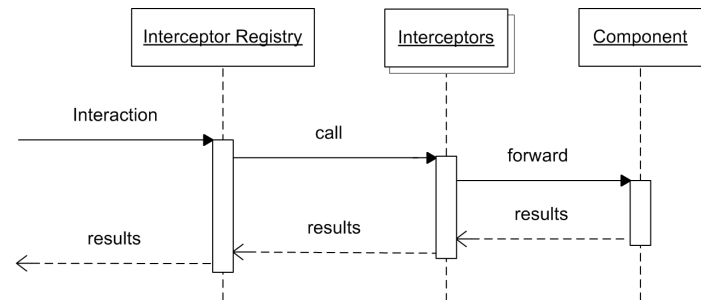 Interceptor Registry
Interceptors
Component
Interaction
call
forward
results
results
results